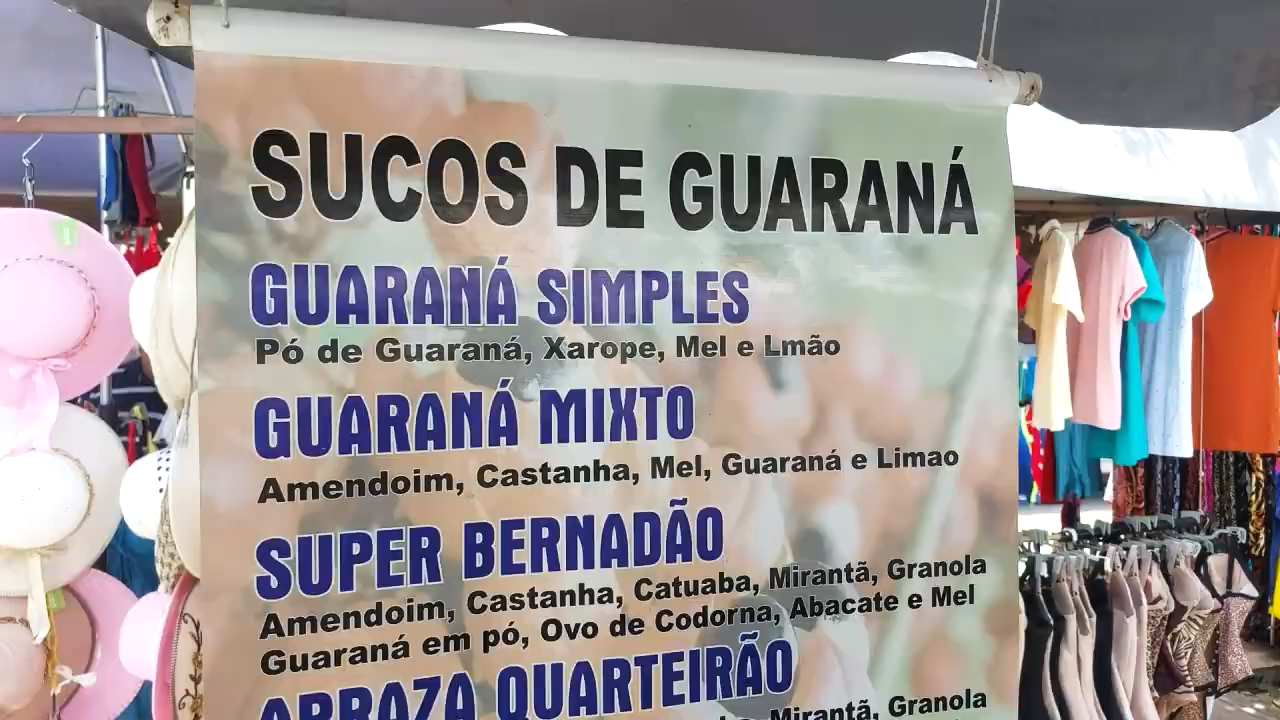 SUCOS DE GUARANÁ
GUARANÁ SIMPLES
Pó de Guaraná, Xarope, Mel e Lmão
GUARANÁ MIXTO
Amendoim, Castanha, Mel, Guaraná e Limao
SUPER BERNADÃO
Amendoim, Castanha, Catuaba, Mirantã, Granola
Guaraná em pó, Ovo de Codorna, Abacate e Mel
ARRAZA QUARTEIRÃO
Mirantã, Granola